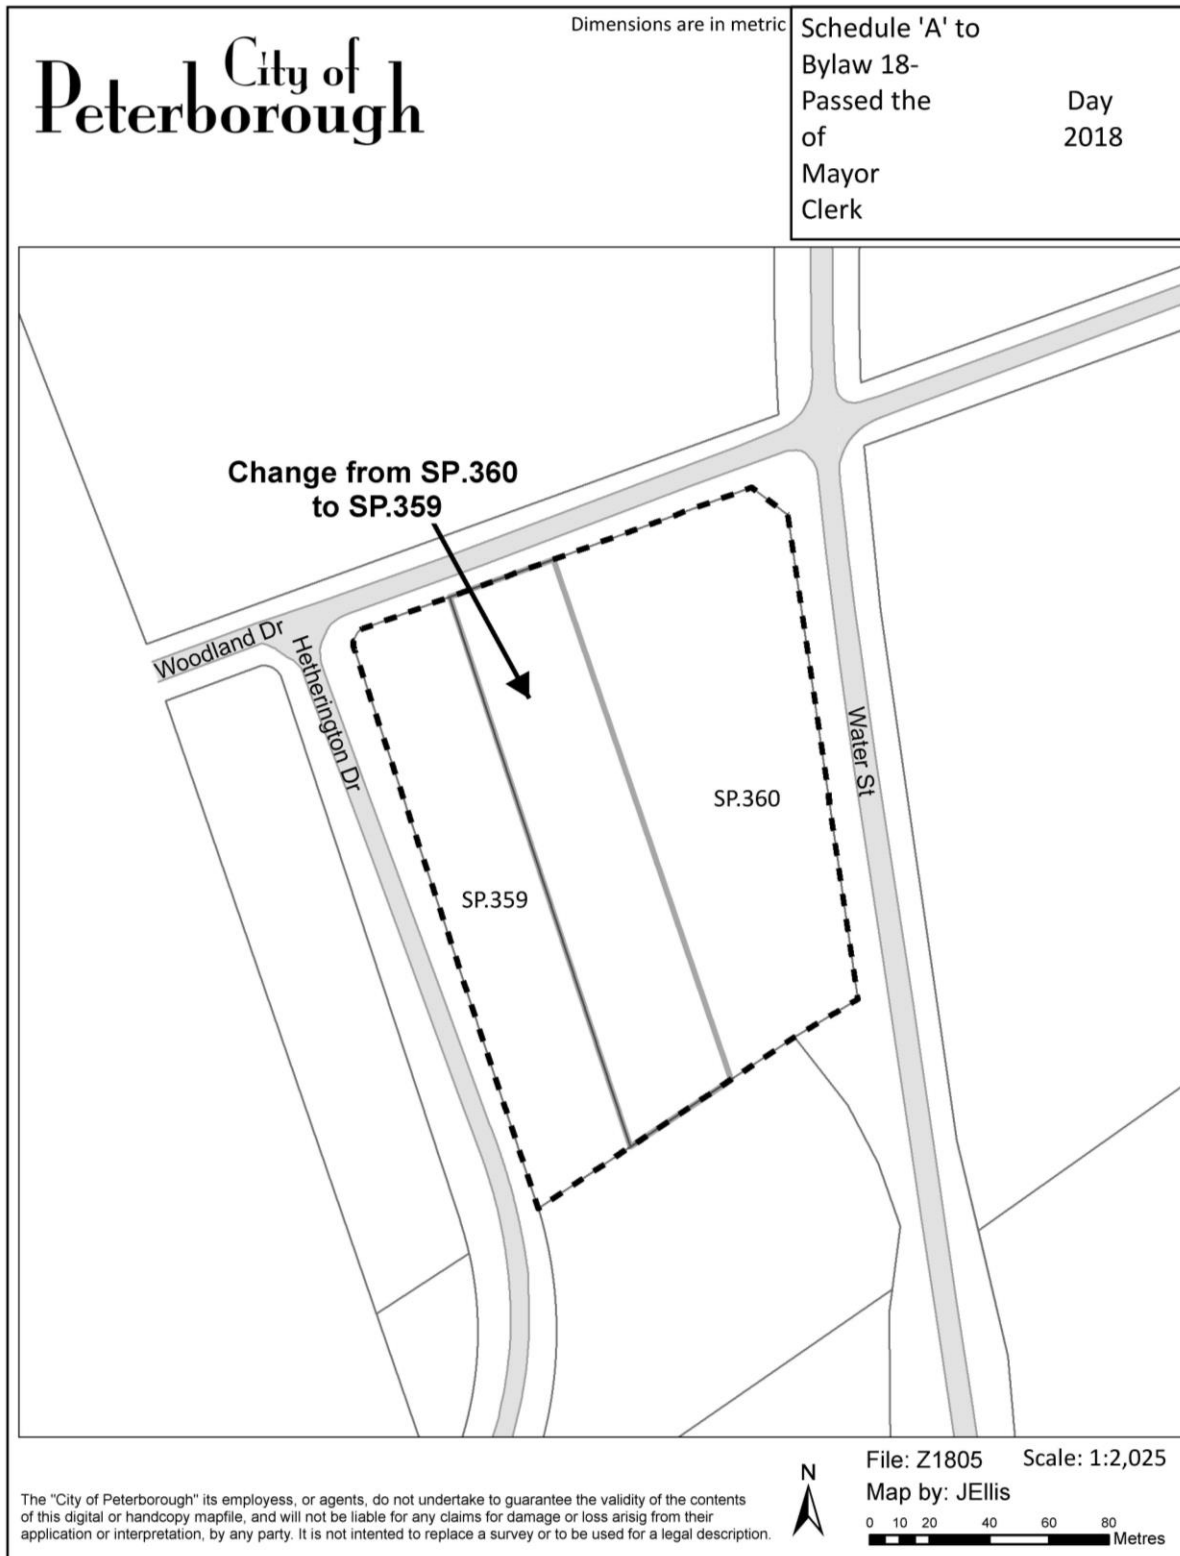 City of
Peterborough
Dimensions are in metric
Schedule 'A' to
Bylaw 18-
Passed the Day
of 2018
Mayor
Clerk
Change from SP.360
to SP.359
Woodland Dr
Hetherington Dr
Water St
SP.360
SP.359
The "City of Peterborough" its employess, or agents, do not undertake to guarantee the validity of the contents
of this digital or handcopy mapfile, and will not be liable for any claims for damage or loss arisig from their
application or interpretation, by any party. It is not intended to replace a survey or to be used for a legal description.
N
File: Z1805 Scale: 1:2,025
Map by: JEllis
0 10 20 40 60 80
Metres